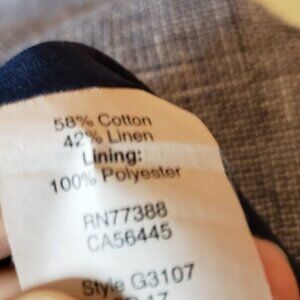 58% Cotton
42% Linen
Lining:
100% Polyester
RN77388
CA56445
Style G3107